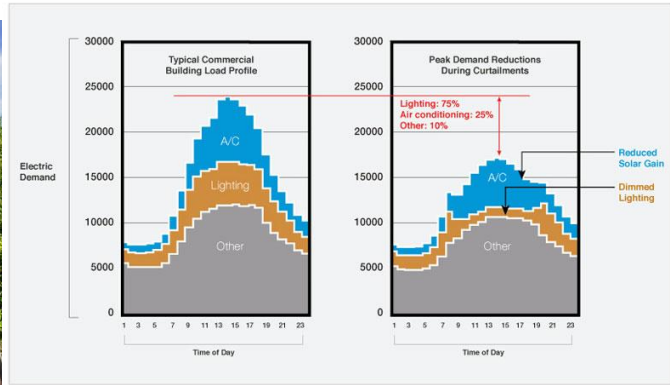 Typical Commercial
Building Load Profile
Electric
Demand
30000
25000
20000
15000
10000
5000
0
A/C
Lighting
Other
1 3 5 7 9 11 13 15 17 19 21 23
Time of Day
Peak Demand Reductions
During Curtailments
30000
25000
20000
15000
10000
5000
0
Lighting: 75%
Air conditioning: 25%
Other: 10%
A/C
Other
Reduced
Solar Gain
Dimmed
Lighting
1 3 5 7 9 11 13 15 17 19 21 23
Time of Day